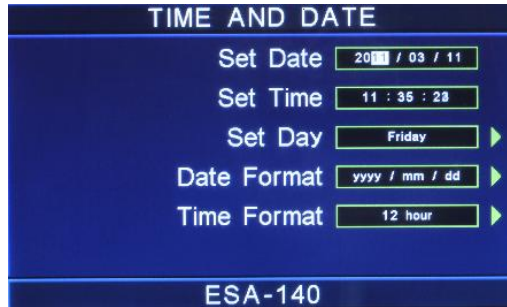 TIME AND DATE
Set Date 2011 / 03 / 11
Set Time 11 : 35 : 23
Set Day Friday
Date Format yyyy / mm / dd
Time Format 12 hour
ESA-140